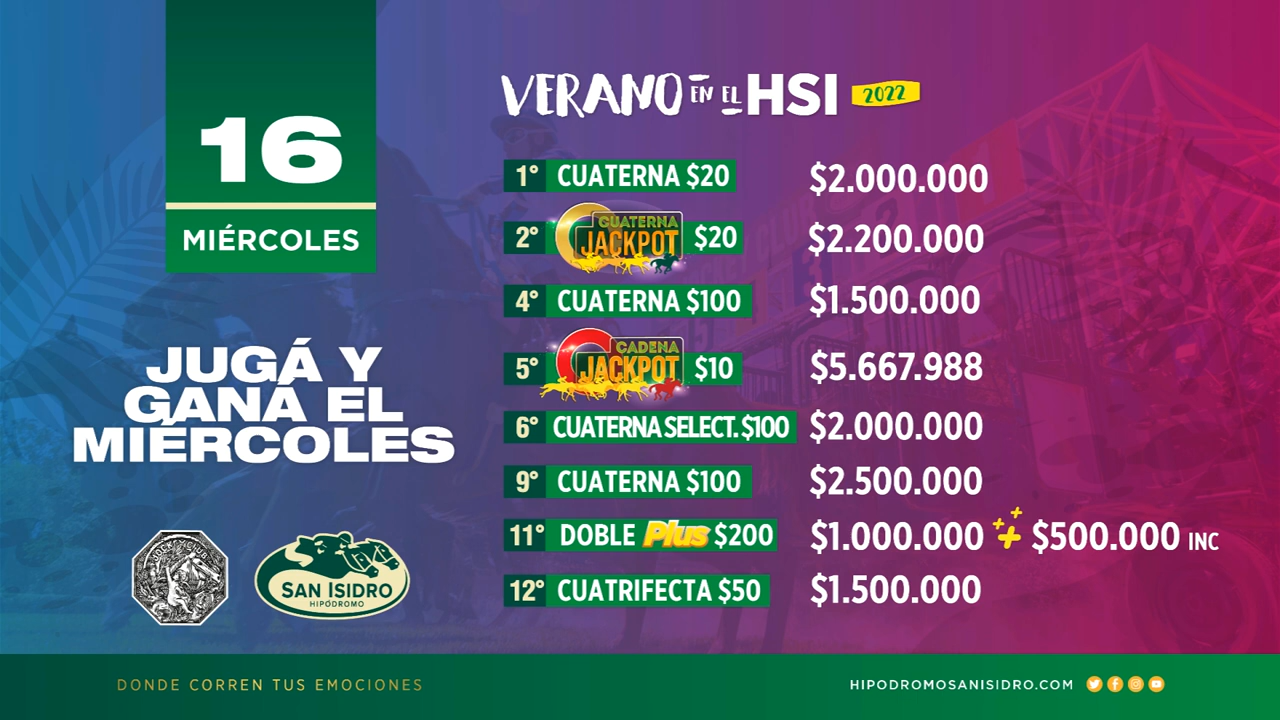 16
MIÉRCOLES
JUGÁ Y
GANÁ EL
MIÉRCOLES
JOCKEY CLUB
SAN ISIDRO
HIPÓDROMO
VERANO EN EL HSI 2022
1° CUATERNA $20 $2.000.000
2° CUATERNA JACKPOT $20 $2.200.000
4° CUATERNA $100 $1.500.000
5° CADENA JACKPOT $10 $5.667.988
6° CUATERNA SELECT. $100 $2.000.000
9° CUATERNA $100 $2.500.000
11° DOBLE Plus $200 $1.000.000 + $500.000 INC
12° CUATRIFECTA $50 $1.500.000
DONDE CORREN TUS EMOCIONES
HIPODROMOSANISIDRO.COM